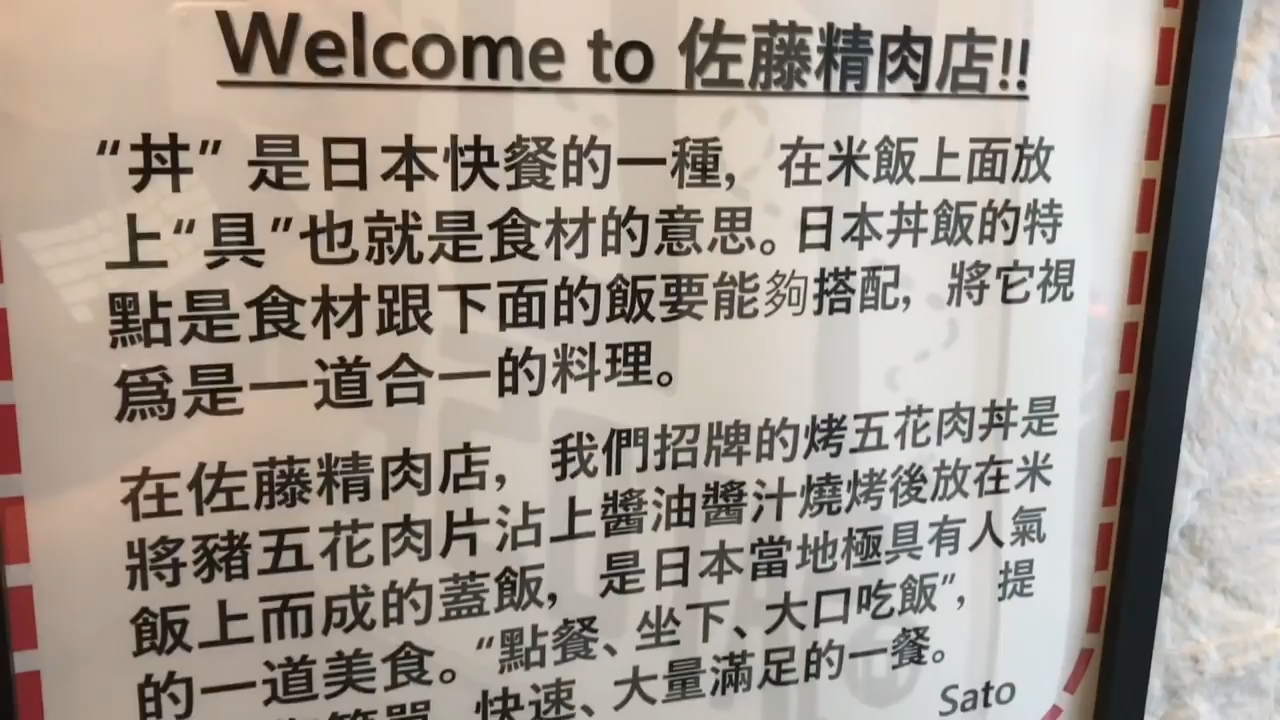 Welcome to 佐藤精肉店!!
“丼” 是日本快餐的一種，在米飯上面放
上“具”也就是食材的意思。日本丼飯的特
點是食材跟下面的飯要能夠搭配，將它視
爲是一道合一的料理。
在佐藤精肉店，我們招牌的烤五花肉丼是
將豬五花肉片沾上醬油醬汁燒烤後放在米
飯上而成的蓋飯，是日本當地極具有人氣
的一道美食。“點餐、坐下、大口吃飯”，提
簡單、快速、大量滿足的一餐。
Sato